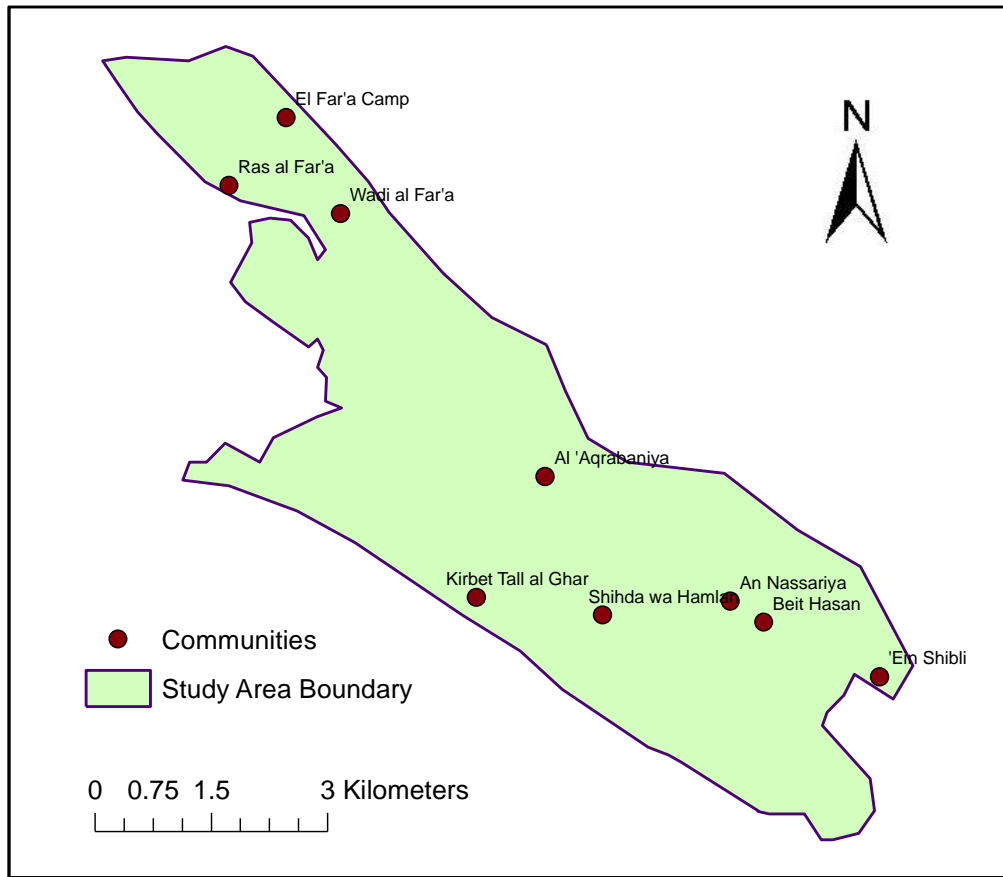 El Far'a Camp
N
Ras al Far'a
Wadi al Far'a
Al 'Aqrabaniya
Kirbet Tall al Ghar
An Nassariya
Shihda wa Hamlan
Beit Hasan
'Ein Shibli
Communities
Study Area Boundary
0 0.75 1.5 3 Kilometers